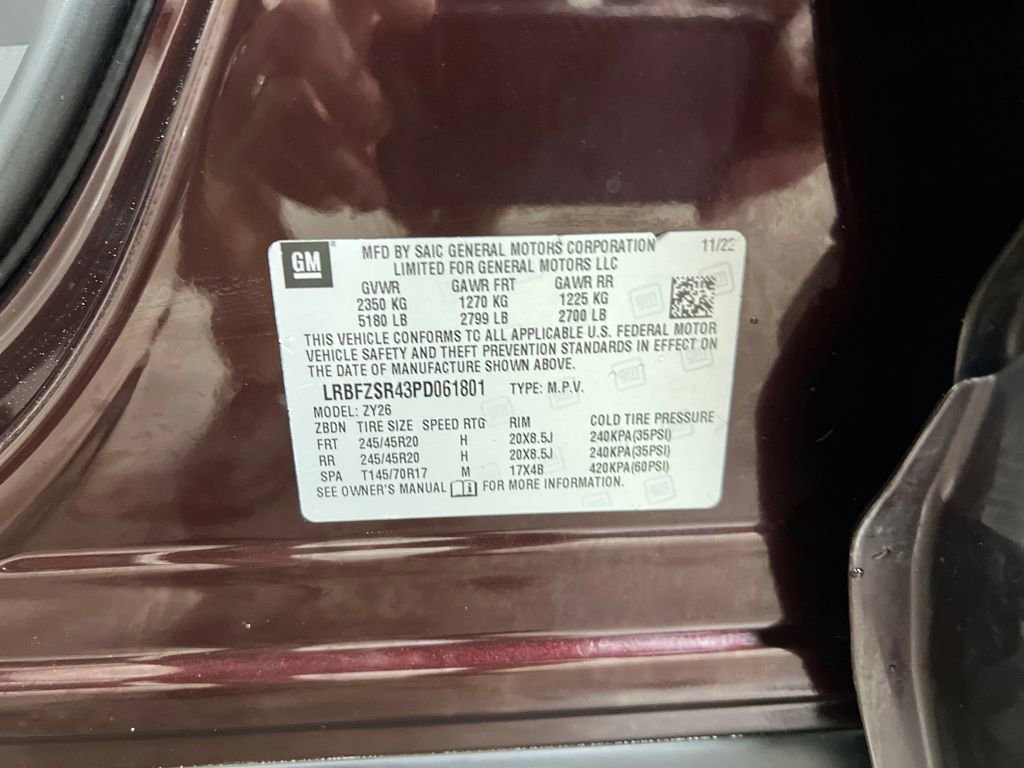 GM
MFD BY SAIC GENERAL MOTORS CORPORATION 11/22
LIMITED FOR GENERAL MOTORS LLC
GVWR GAWR FRT GAWR RR
2350 KG 1270 KG 1225 KG
5180 LB 2799 LB 2700 LB
THIS VEHICLE CONFORMS TO ALL APPLICABLE U.S. FEDERAL MOTOR
VEHICLE SAFETY AND THEFT PREVENTION STANDARDS IN EFFECT ON
THE DATE OF MANUFACTURE SHOWN ABOVE.
LRBFZSR43PD061801 TYPE: M.P.V.
MODEL: ZY26
ZBDN TIRE SIZE SPEED RTG RIM COLD TIRE PRESSURE
FRT 245/45R20 H 20X8.5J 240KPA(35PSI)
RR 245/45R20 H 20X8.5J 240KPA(35PSI)
SPA T145/70R17 M 17X4B 420KPA(60PSI)
SEE OWNER'S MANUAL FOR MORE INFORMATION.